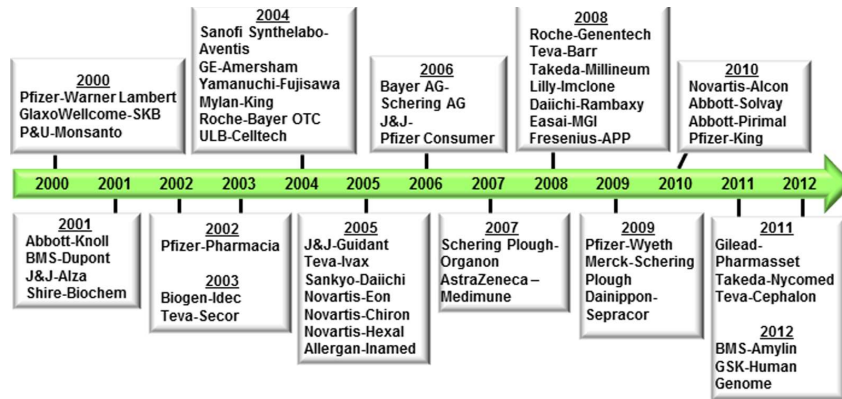 2000
Pfizer-Warner Lambert
GlaxoWellcome-SKB
P&U-Monsanto
2004
Sanofi Synthelabo-
Aventis
GE-Amersham
Yamanuchi-Fujisawa
Mylan-King
Roche-Bayer OTC
ULB-Celltech
2006
Bayer AG-
Schering AG
J&J-
Pfizer Consumer
2008
Roche-Genentech
Teva-Barr
Takeda-Millineum
Lilly-Imclone
Daiichi-Rambaxy
Easai-MGI
Fresenius-APP
2010
Novartis-Alcon
Abbott-Solvay
Abbott-Pirimal
Pfizer-King
2000 2001 2002 2003 2004 2005 2006 2007 2008 2009 2010 2011 2012
2001
Abbott-Knoll
BMS-Dupont
J&J-Alza
Shire-Biochem
2002
Pfizer-Pharmacia
2003
Biogen-Idec
Teva-Secor
2005
J&J-Guidant
Teva-Ivax
Sankyo-Daiichi
Novartis-Eon
Novartis-Chiron
Novartis-Hexal
Allergan-Inamed
2007
Schering Plough-
Organon
AstraZeneca –
Medimune
2009
Pfizer-Wyeth
Merck-Schering
Plough
Dainippon-
Sepracor
2011
Gilead-
Pharmasset
Takeda-Nycomed
Teva-Cephalon
2012
BMS-Amylin
GSK-Human
Genome